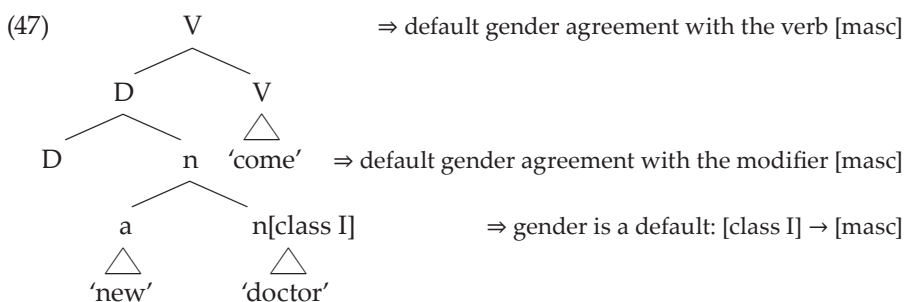 (47) V ⇒ default gender agreement with the verb [masc]
D V
D n ‘come’ ⇒ default gender agreement with the modifier [masc]
a n[class I] ⇒ gender is a default: [class I] → [masc]
‘new’ ‘doctor’